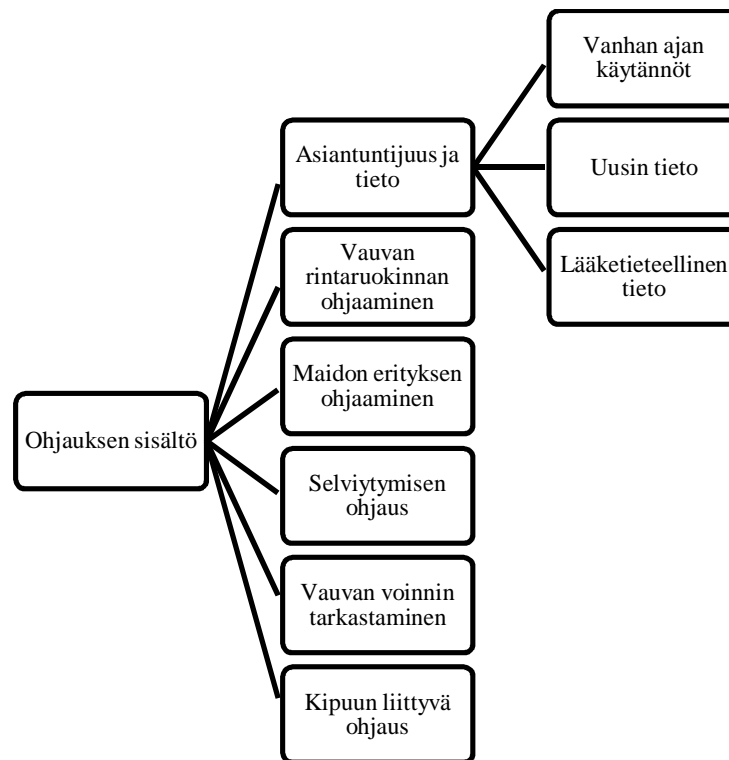 Vanhan ajan
käytännöt
Asiantuntijuus ja
tieto
Uusin tieto
Vauvan
rintaruokinnan
ohjaaminen
Lääketieteellinen
tieto
Maidon erityksen
ohjaaminen
Ohjauksen sisältö
Selviytymisen
ohjaus
Vauvan voinnin
tarkastaminen
Kipuun liittyvä
ohjaus